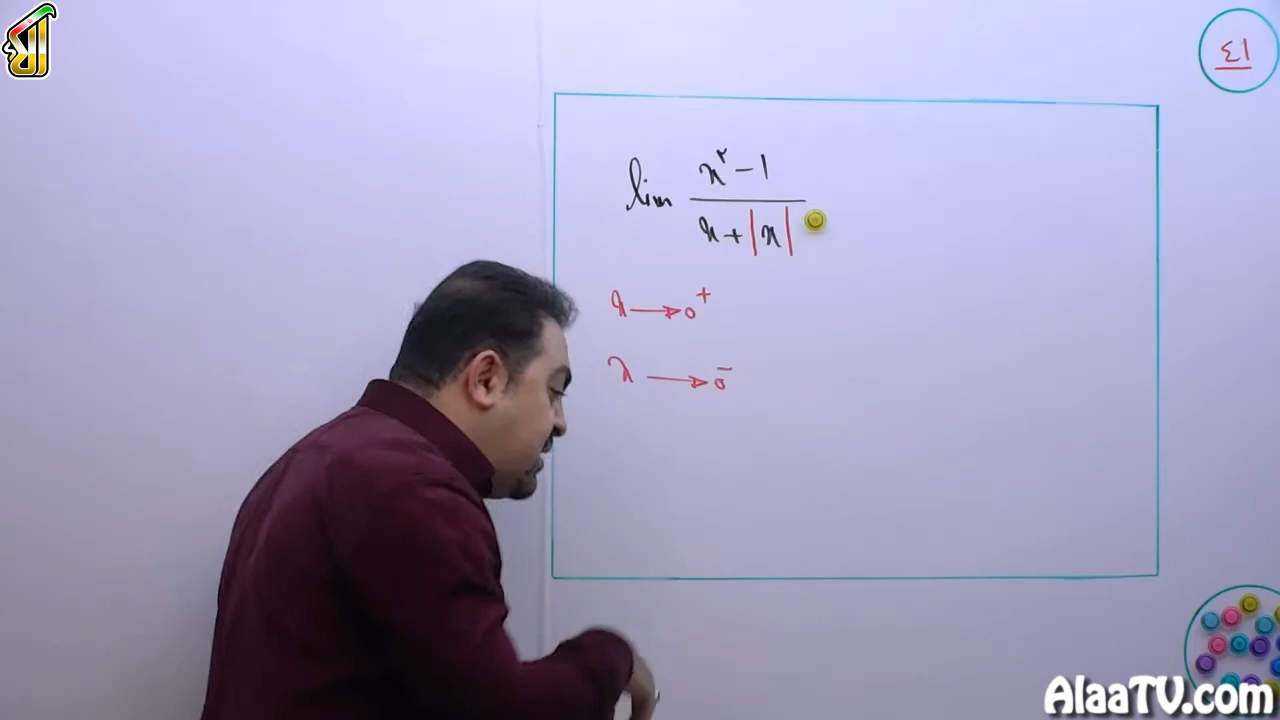 ٤١
lim x² - 1 / x + |x|
x → 0⁺
x → 0⁻
AlaaTV.com